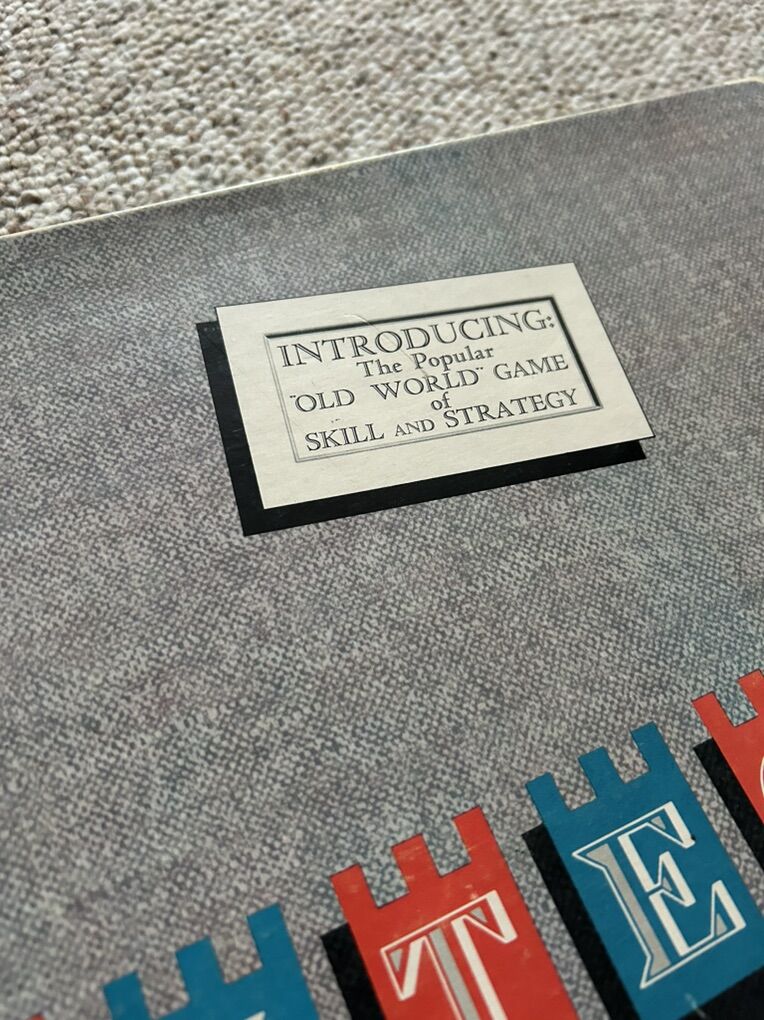 INTRODUCING:
The Popular
"OLD WORLD" GAME
of
SKILL AND STRATEGY
T E